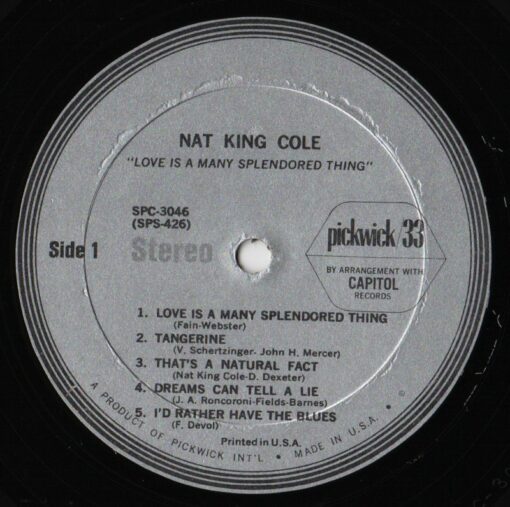 NAT KING COLE
"LOVE IS A MANY SPLENDORED THING"
SPC-3046
(SPS-426)
Side 1
Stereo
pickwick/33
BY ARRANGEMENT WITH
CAPITOL
RECORDS
1. LOVE IS A MANY SPLENDORED THING
(Fain-Webster)
2. TANGERINE
(V. Schertzinger- John H. Mercer)
3. THAT'S A NATURAL FACT
(Nat King Cole-D. Dexeter)
4. DREAMS CAN TELL A LIE
(J. A. Roncoroni-Fields-Barnes)
5. I'D RATHER HAVE THE BLUES
(F. Devol)
Printed in U.S.A.
A PRODUCT OF PICKWICK INT'L • MADE IN U.S.A. •